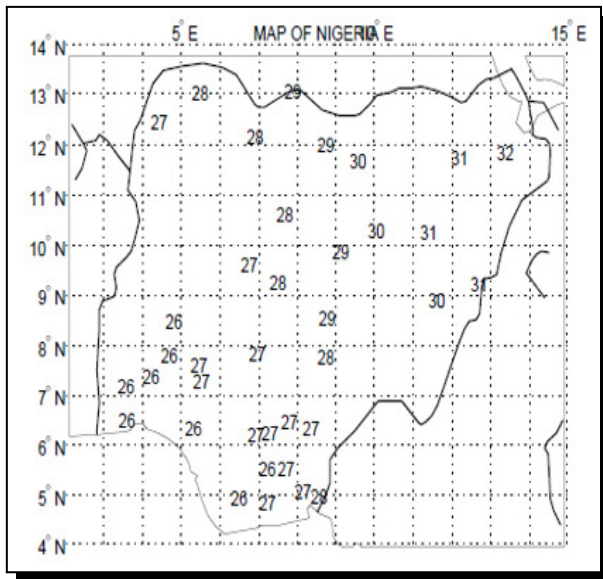 5° E MAP OF NIGERIA 10° E 15° E
14° N
13° N 28 29
27
28
12° N 29 30 31 32
11° N
28
30 31
10° N 29
27
28 31
9° N 30
26 28
8° N 26 27 28
27
26 27
26
7° N
26 26 27 27
27 27
6° N
26 27
5° N 26 27 27 28
4° N